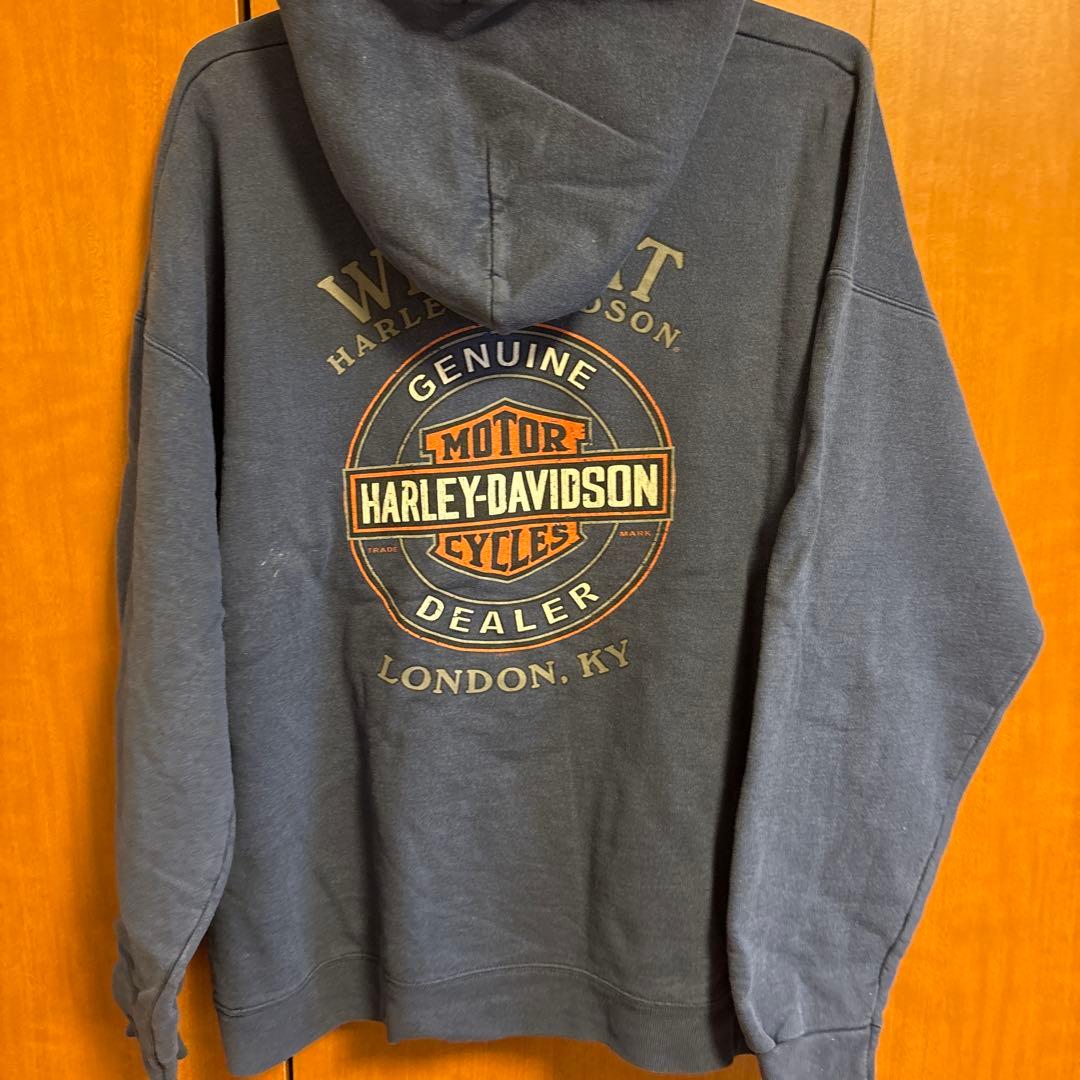 GENUINE
MOTOR
HARLEY-DAVIDSON
CYCLES
TRADE MARK
DEALER
LONDON, KY